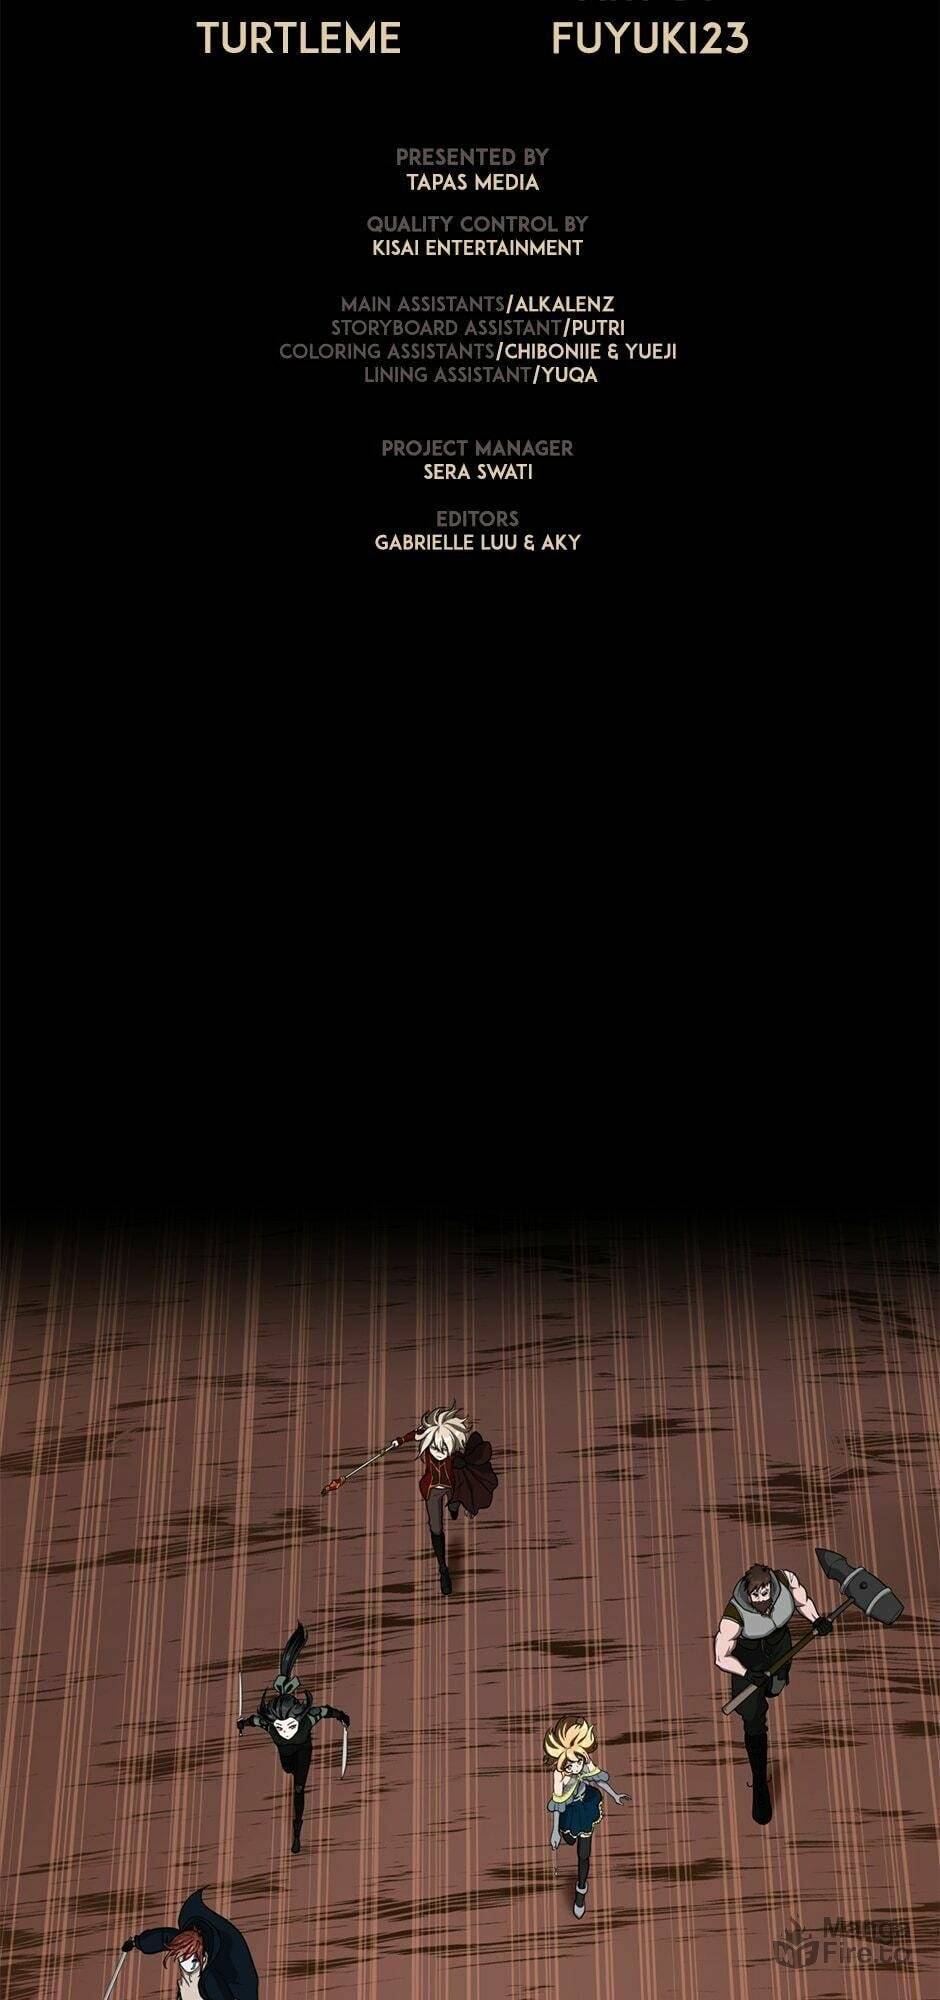 TURTLEME FUYUKI23
PRESENTED BY
TAPAS MEDIA
QUALITY CONTROL BY
KISAI ENTERTAINMENT
MAIN ASSISTANTS/ALKALENZ
STORYBOARD ASSISTANT/PUTRI
COLORING ASSISTANTS/CHIBONIIE & YUEJI
LINING ASSISTANT/YUQA
PROJECT MANAGER
SERA SWATI
EDITORS
GABRIELLE LUU & AKY
Manga
Fire.to